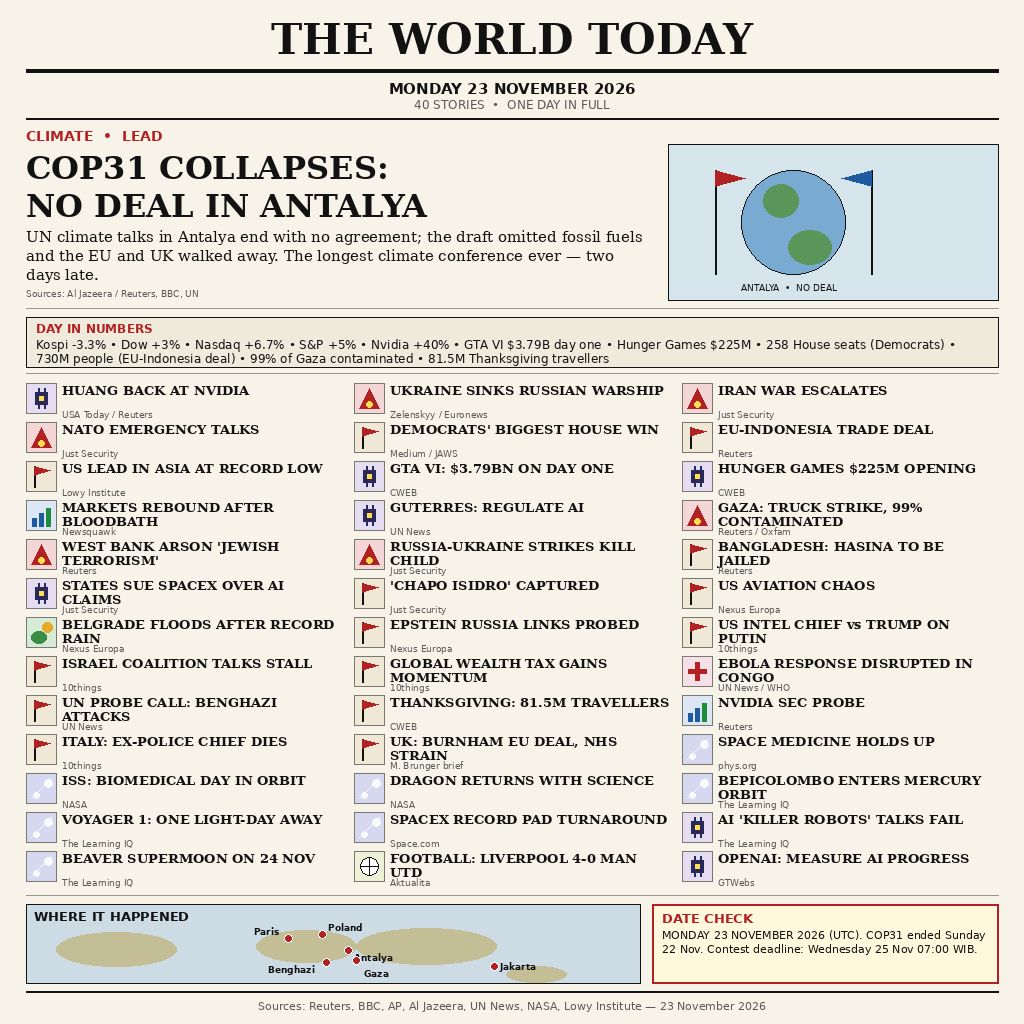 THE WORLD TODAY
MONDAY 23 NOVEMBER 2026
40 STORIES • ONE DAY IN FULL
CLIMATE • LEAD
COP31 COLLAPSES:
NO DEAL IN ANTALYA
UN climate talks in Antalya end with no agreement; the draft omitted fossil fuels
and the EU and UK walked away. The longest climate conference ever — two
days late.
Sources: Al Jazeera / Reuters, BBC, UN
ANTALYA • NO DEAL
DAY IN NUMBERS
Kospi -3.3% • Dow +3% • Nasdaq +6.7% • S&P +5% • Nvidia +40% • GTA VI $3.79B day one • Hunger Games $225M • 258 House seats (Democrats) •
730M people (EU-Indonesia deal) • 99% of Gaza contaminated • 81.5M Thanksgiving travellers
HUANG BACK AT NVIDIA
USA Today / Reuters
UKRAINE SINKS RUSSIAN WARSHIP
Zelenskyy / Euronews
IRAN WAR ESCALATES
Just Security
NATO EMERGENCY TALKS
Just Security
DEMOCRATS' BIGGEST HOUSE WIN
Medium / JAWS
EU-INDONESIA TRADE DEAL
Reuters
US LEAD IN ASIA AT RECORD LOW
Lowy Institute
GTA VI: $3.79BN ON DAY ONE
CWEB
HUNGER GAMES $225M OPENING
CWEB
MARKETS REBOUND AFTER
BLOODBATH
Newsquawk
GUTERRES: REGULATE AI
UN News
GAZA: TRUCK STRIKE, 99%
CONTAMINATED
Reuters / Oxfam
WEST BANK ARSON 'JEWISH
TERRORISM'
Reuters
RUSSIA-UKRAINE STRIKES KILL
CHILD
Just Security
BANGLADESH: HASINA TO BE
JAILED
Reuters
STATES SUE SPACEX OVER AI
CLAIMS
Just Security
'CHAPO ISIDRO' CAPTURED
Just Security
US AVIATION CHAOS
Nexus Europa
BELGRADE FLOODS AFTER RECORD
RAIN
Nexus Europa
EPSTEIN RUSSIA LINKS PROBED
Nexus Europa
US INTEL CHIEF vs TRUMP ON
PUTIN
10things
ISRAEL COALITION TALKS STALL
10things
GLOBAL WEALTH TAX GAINS
MOMENTUM
10things
EBOLA RESPONSE DISRUPTED IN
CONGO
UN News / WHO
UN PROBE CALL: BENGHAZI
ATTACKS
UN News
THANKSGIVING: 81.5M TRAVELLERS
CWEB
NVIDIA SEC PROBE
Reuters
ITALY: EX-POLICE CHIEF DIES
10things
UK: BURNHAM EU DEAL, NHS
STRAIN
M. Brunger brief
SPACE MEDICINE HOLDS UP
phys.org
ISS: BIOMEDICAL DAY IN ORBIT
NASA
DRAGON RETURNS WITH SCIENCE
NASA
BEPICOLOMBO ENTERS MERCURY
ORBIT
The Learning IQ
VOYAGER 1: ONE LIGHT-DAY AWAY
The Learning IQ
SPACEX RECORD PAD TURNAROUND
Space.com
AI 'KILLER ROBOTS' TALKS FAIL
The Learning IQ
BEAVER SUPERMOON ON 24 NOV
The Learning IQ
FOOTBALL: LIVERPOOL 4-0 MAN
UTD
Aktualita
OPENAI: MEASURE AI PROGRESS
GTWebs
WHERE IT HAPPENED
Paris
Poland
Antalya
Benghazi
Gaza
Jakarta
DATE CHECK
MONDAY 23 NOVEMBER 2026 (UTC). COP31 ended Sunday
22 Nov. Contest deadline: Wednesday 25 Nov 07:00 WIB.
Sources: Reuters, BBC, AP, Al Jazeera, UN News, NASA, Lowy Institute — 23 November 2026